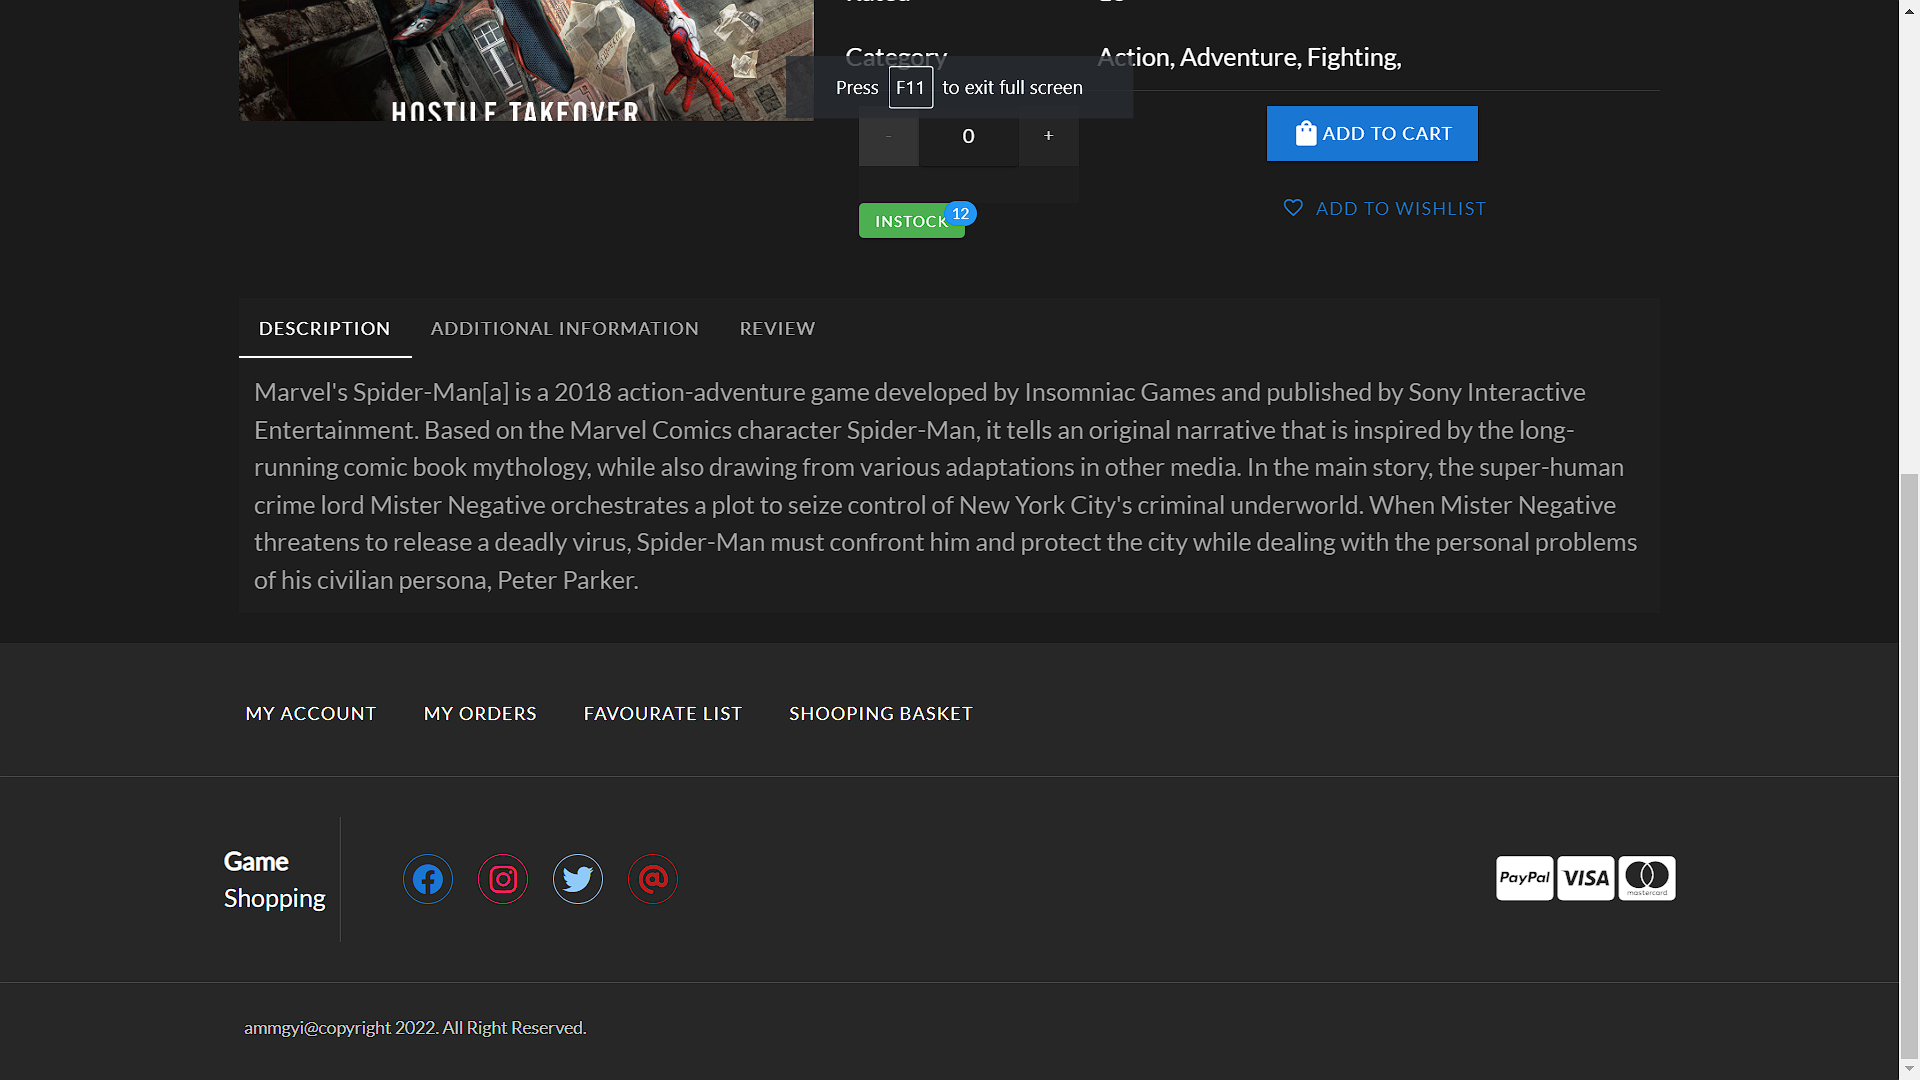 Category Action, Adventure, Fighting,
HOSTILE TAKEOVER
Press F11 to exit full screen
- 0 +
ADD TO CART
INSTOCK 12
ADD TO WISHLIST
DESCRIPTION ADDITIONAL INFORMATION REVIEW
Marvel's Spider-Man[a] is a 2018 action-adventure game developed by Insomniac Games and published by Sony Interactive
Entertainment. Based on the Marvel Comics character Spider-Man, it tells an original narrative that is inspired by the long-
running comic book mythology, while also drawing from various adaptations in other media. In the main story, the super-human
crime lord Mister Negative orchestrates a plot to seize control of New York City's criminal underworld. When Mister Negative
threatens to release a deadly virus, Spider-Man must confront him and protect the city while dealing with the personal problems
of his civilian persona, Peter Parker.
MY ACCOUNT MY ORDERS FAVOURATE LIST SHOOPING BASKET
Game
Shopping
PayPal VISA mastercard
ammgyi@copyright 2022. All Right Reserved.